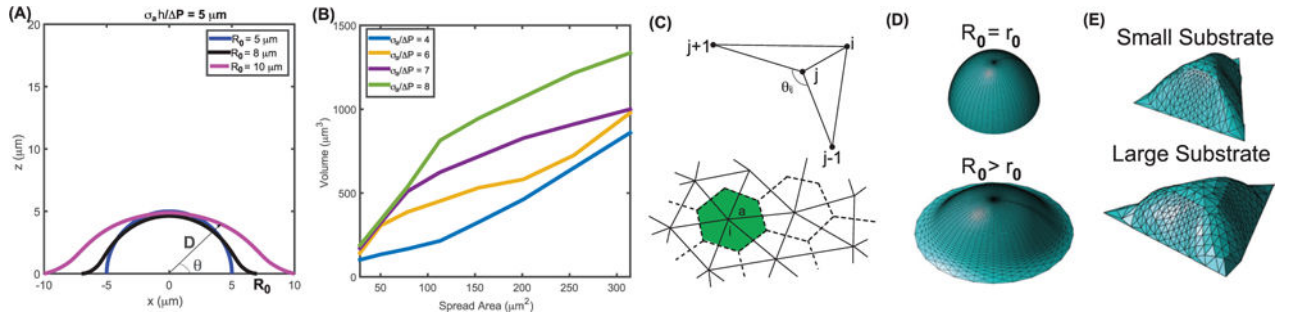 (A)
σₐh/ΔP = 5 μm
R₀ = 5 μm
R₀ = 8 μm
R₀ = 10 μm
20
15
10
5
0
z (μm)
D
θ
R₀
-10 -5 0 5 10
x (μm)
(B)
σₐ/ΔP = 4
σₐ/ΔP = 6
σₐ/ΔP = 7
σₐ/ΔP = 8
1500
1000
500
0
Volume (μm³)
50 100 150 200 250 300
Spread Area (μm²)
(C)
j+1
i
j
θᵢⱼ
j-1
a
i
(D)
R₀ = r₀
R₀> r₀
(E)
Small Substrate
Large Substrate